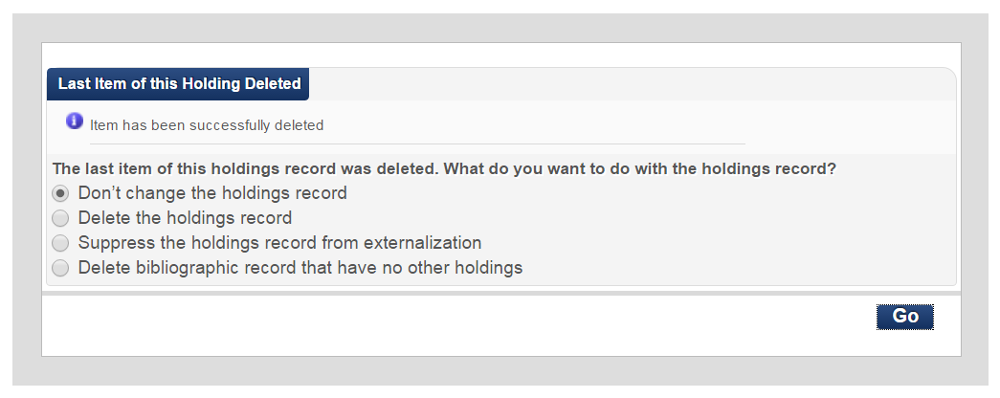 Last Item of this Holding Deleted
Item has been successfully deleted
The last item of this holdings record was deleted. What do you want to do with the holdings record?
Don’t change the holdings record
Delete the holdings record
Suppress the holdings record from externalization
Delete bibliographic record that have no other holdings
Go